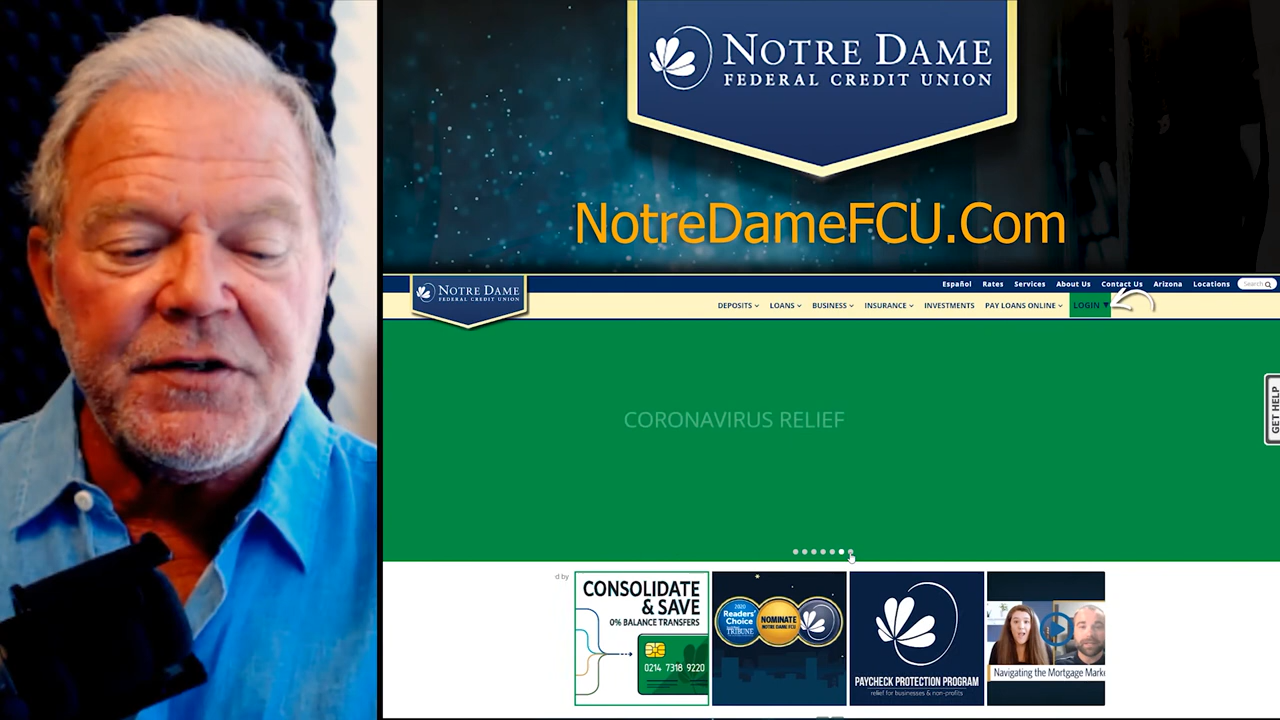 NOTRE DAME
FEDERAL CREDIT UNION
NotreDameFCU.Com
NOTRE DAME
FEDERAL CREDIT UNION
Español Rates Services About Us Contact Us Arizona Locations Search
DEPOSITS LOANS BUSINESS INSURANCE INVESTMENTS PAY LOANS ONLINE LOGIN
CORONAVIRUS RELIEF
GET HELP
d by
CONSOLIDATE
& SAVE
0% BALANCE TRANSFERS
0214 7318 9220
2020
Readers'
Choice
TRIBUNE
NOMINATE
NOTRE DAME FCU
PAYCHECK PROTECTION PROGRAM
relief for businesses & non-profits
Navigating the Mortgage Marke